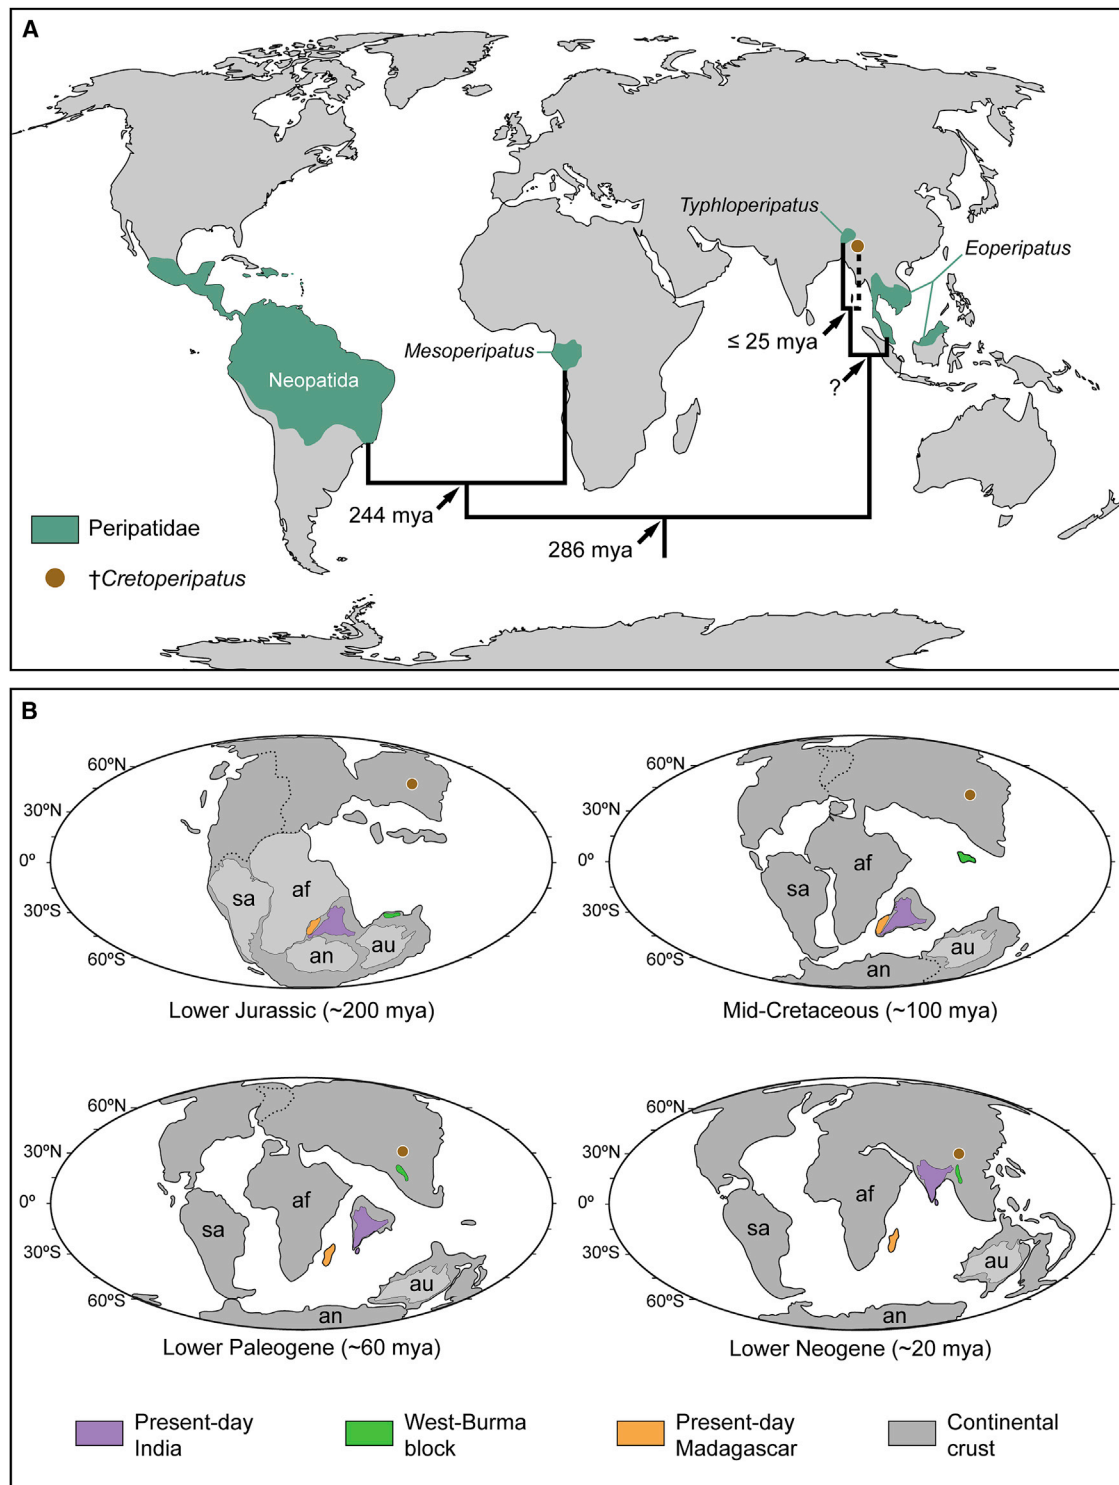 A
Typhloperipatus
Eoperipatus
≤ 25 mya
Mesoperipatus
Neopatida
?
244 mya
286 mya
Peripatidae
†Cretoperipatus
B
60ºN
30ºN
0º
30ºS
60ºS
sa
af
an
au
Lower Jurassic (~200 mya)
60ºN
30ºN
0º
30ºS
60ºS
sa
af
an
au
Mid-Cretaceous (~100 mya)
60ºN
30ºN
0º
30ºS
60ºS
sa
af
au
an
Lower Paleogene (~60 mya)
60ºN
30ºN
0º
30ºS
60ºS
sa
af
au
an
Lower Neogene (~20 mya)
Present-day
India
West-Burma
block
Present-day
Madagascar
Continental
crust